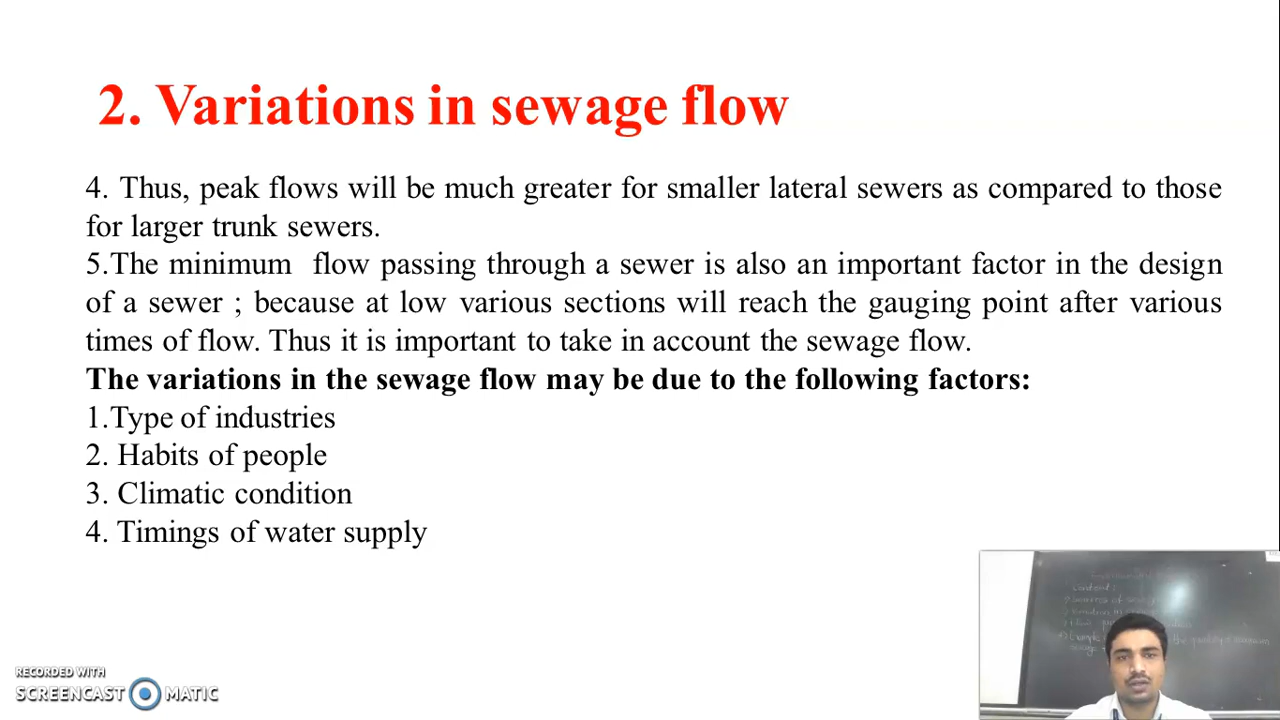 2. Variations in sewage flow
4. Thus, peak flows will be much greater for smaller lateral sewers as compared to those
for larger trunk sewers.
5.The minimum flow passing through a sewer is also an important factor in the design
of a sewer ; because at low various sections will reach the gauging point after various
times of flow. Thus it is important to take in account the sewage flow.
The variations in the sewage flow may be due to the following factors:
1.Type of industries
2. Habits of people
3. Climatic condition
4. Timings of water supply
Content:
of
the quantity of
RECORDED WITH
SCREENCAST MATIC